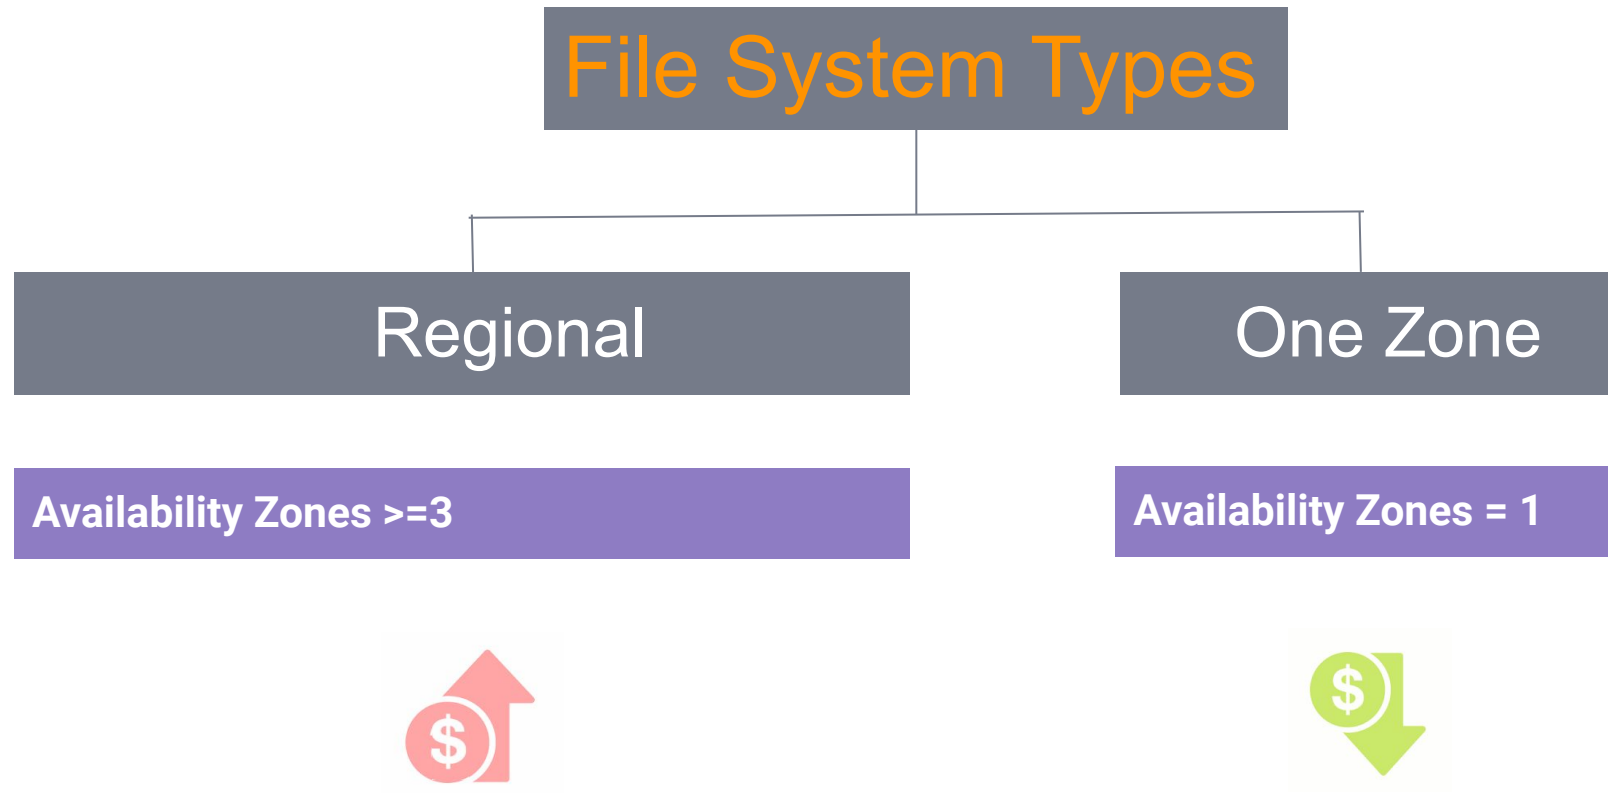 File System Types
Regional
One Zone
Availability Zones >=3
Availability Zones = 1
$
$